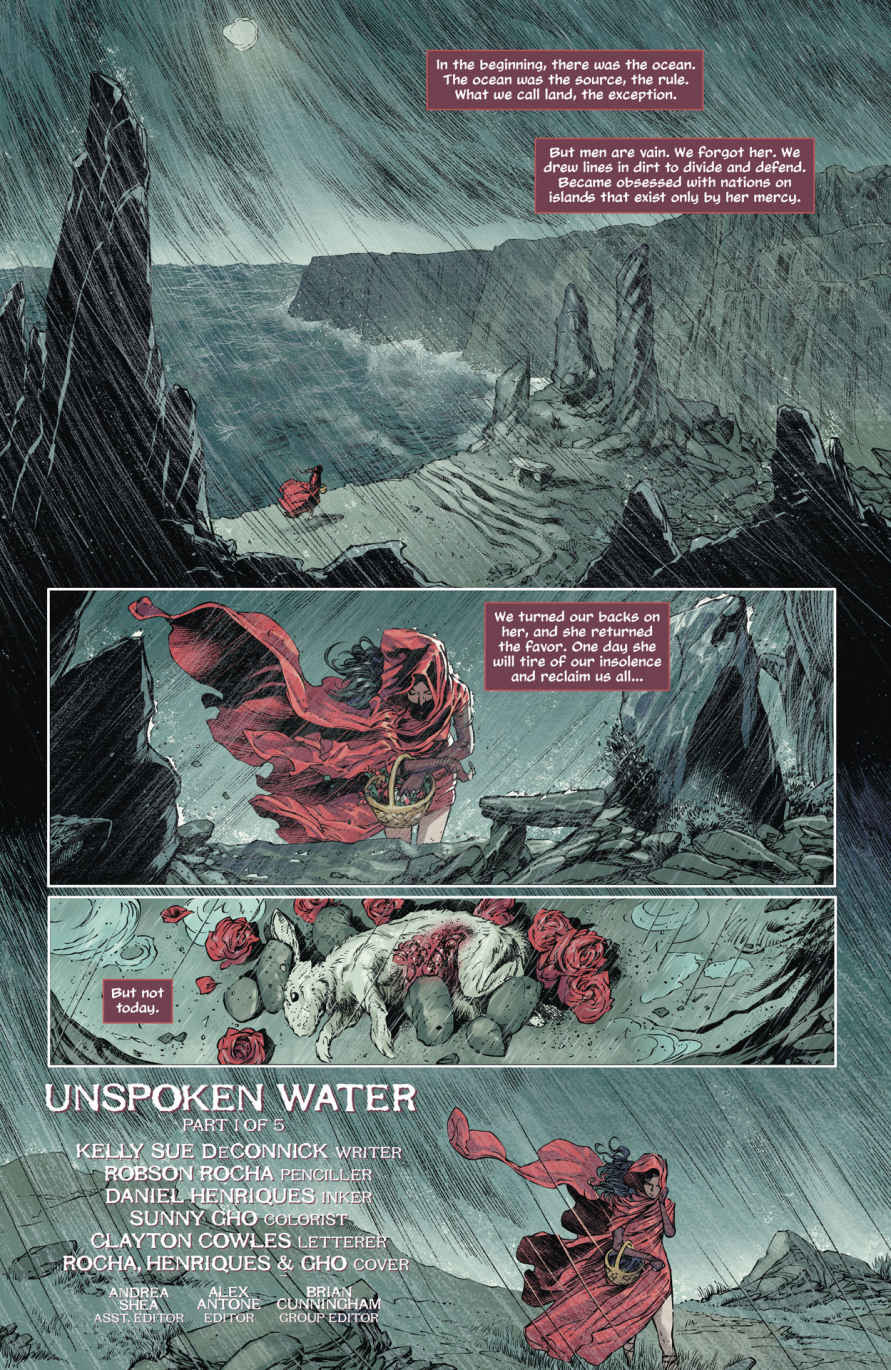 In the beginning, there was the ocean.
The ocean was the source, the rule.
What we call land, the exception.
But men are vain. We forgot her. We
drew lines in dirt to divide and defend.
Became obsessed with nations on
islands that exist only by her mercy.
We turned our backs on
her, and she returned
the favor. One day she
will tire of our insolence
and reclaim us all...
But not
today.
UNSPOKEN WATER
PART 1 OF 5
KELLY SUE DeCONNICK WRITER
ROBSON ROCHA PENCILLER
DANIEL HENRIQUES INKER
SUNNY GHO COLORIST
CLAYTON COWLES LETTERER
ROCHA, HENRIQUES & GHO COVER
ANDREA
SHEA
ASST. EDITOR
ALEX
ANTONE
EDITOR
BRIAN
CUNNINGHAM
GROUP EDITOR